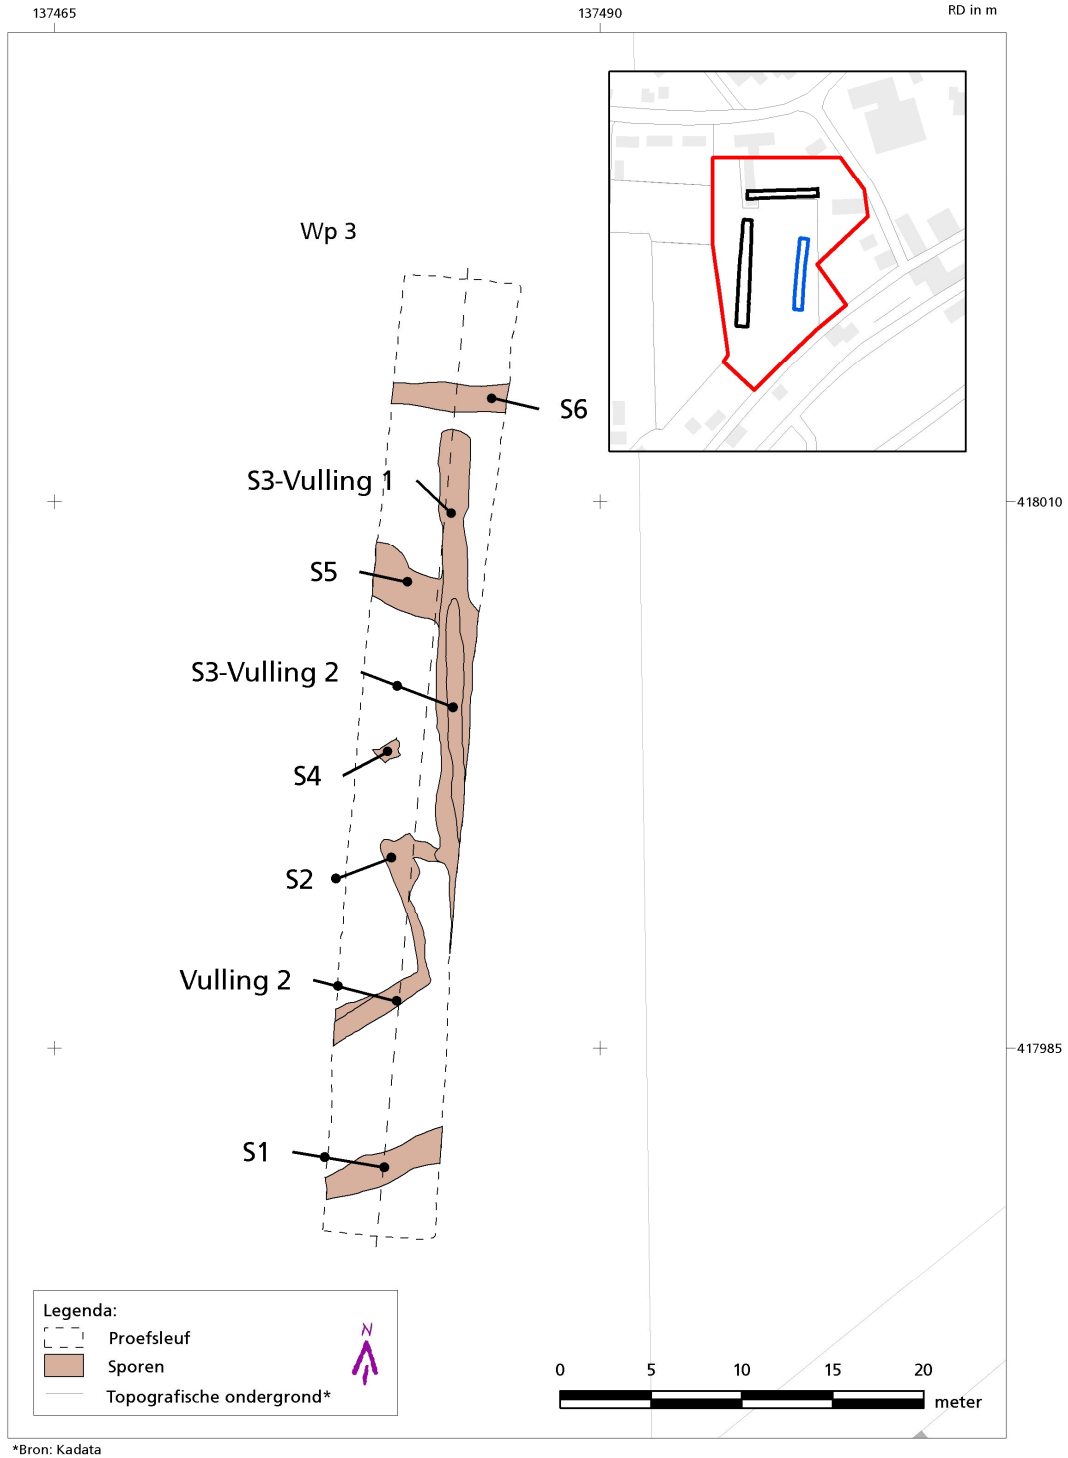 137465
137490
RD in m
Wp 3
S6
S3-Vulling 1
418010
S5
S3-Vulling 2
S4
S2
Vulling 2
417985
S1
Legenda:
Proefsleuf
Sporen
Topografische ondergrond*
N
0 5 10 15 20
meter
*Bron: Kadata